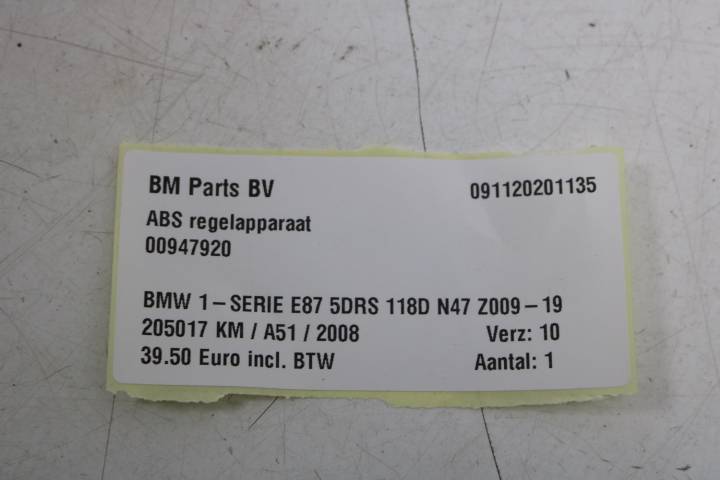 BM Parts BV 091120201135
ABS regelapparaat
00947920
BMW 1-SERIE E87 5DRS 118D N47 Z009-19
205017 KM / A51 / 2008 Verz: 10
39.50 Euro incl. BTW Aantal: 1